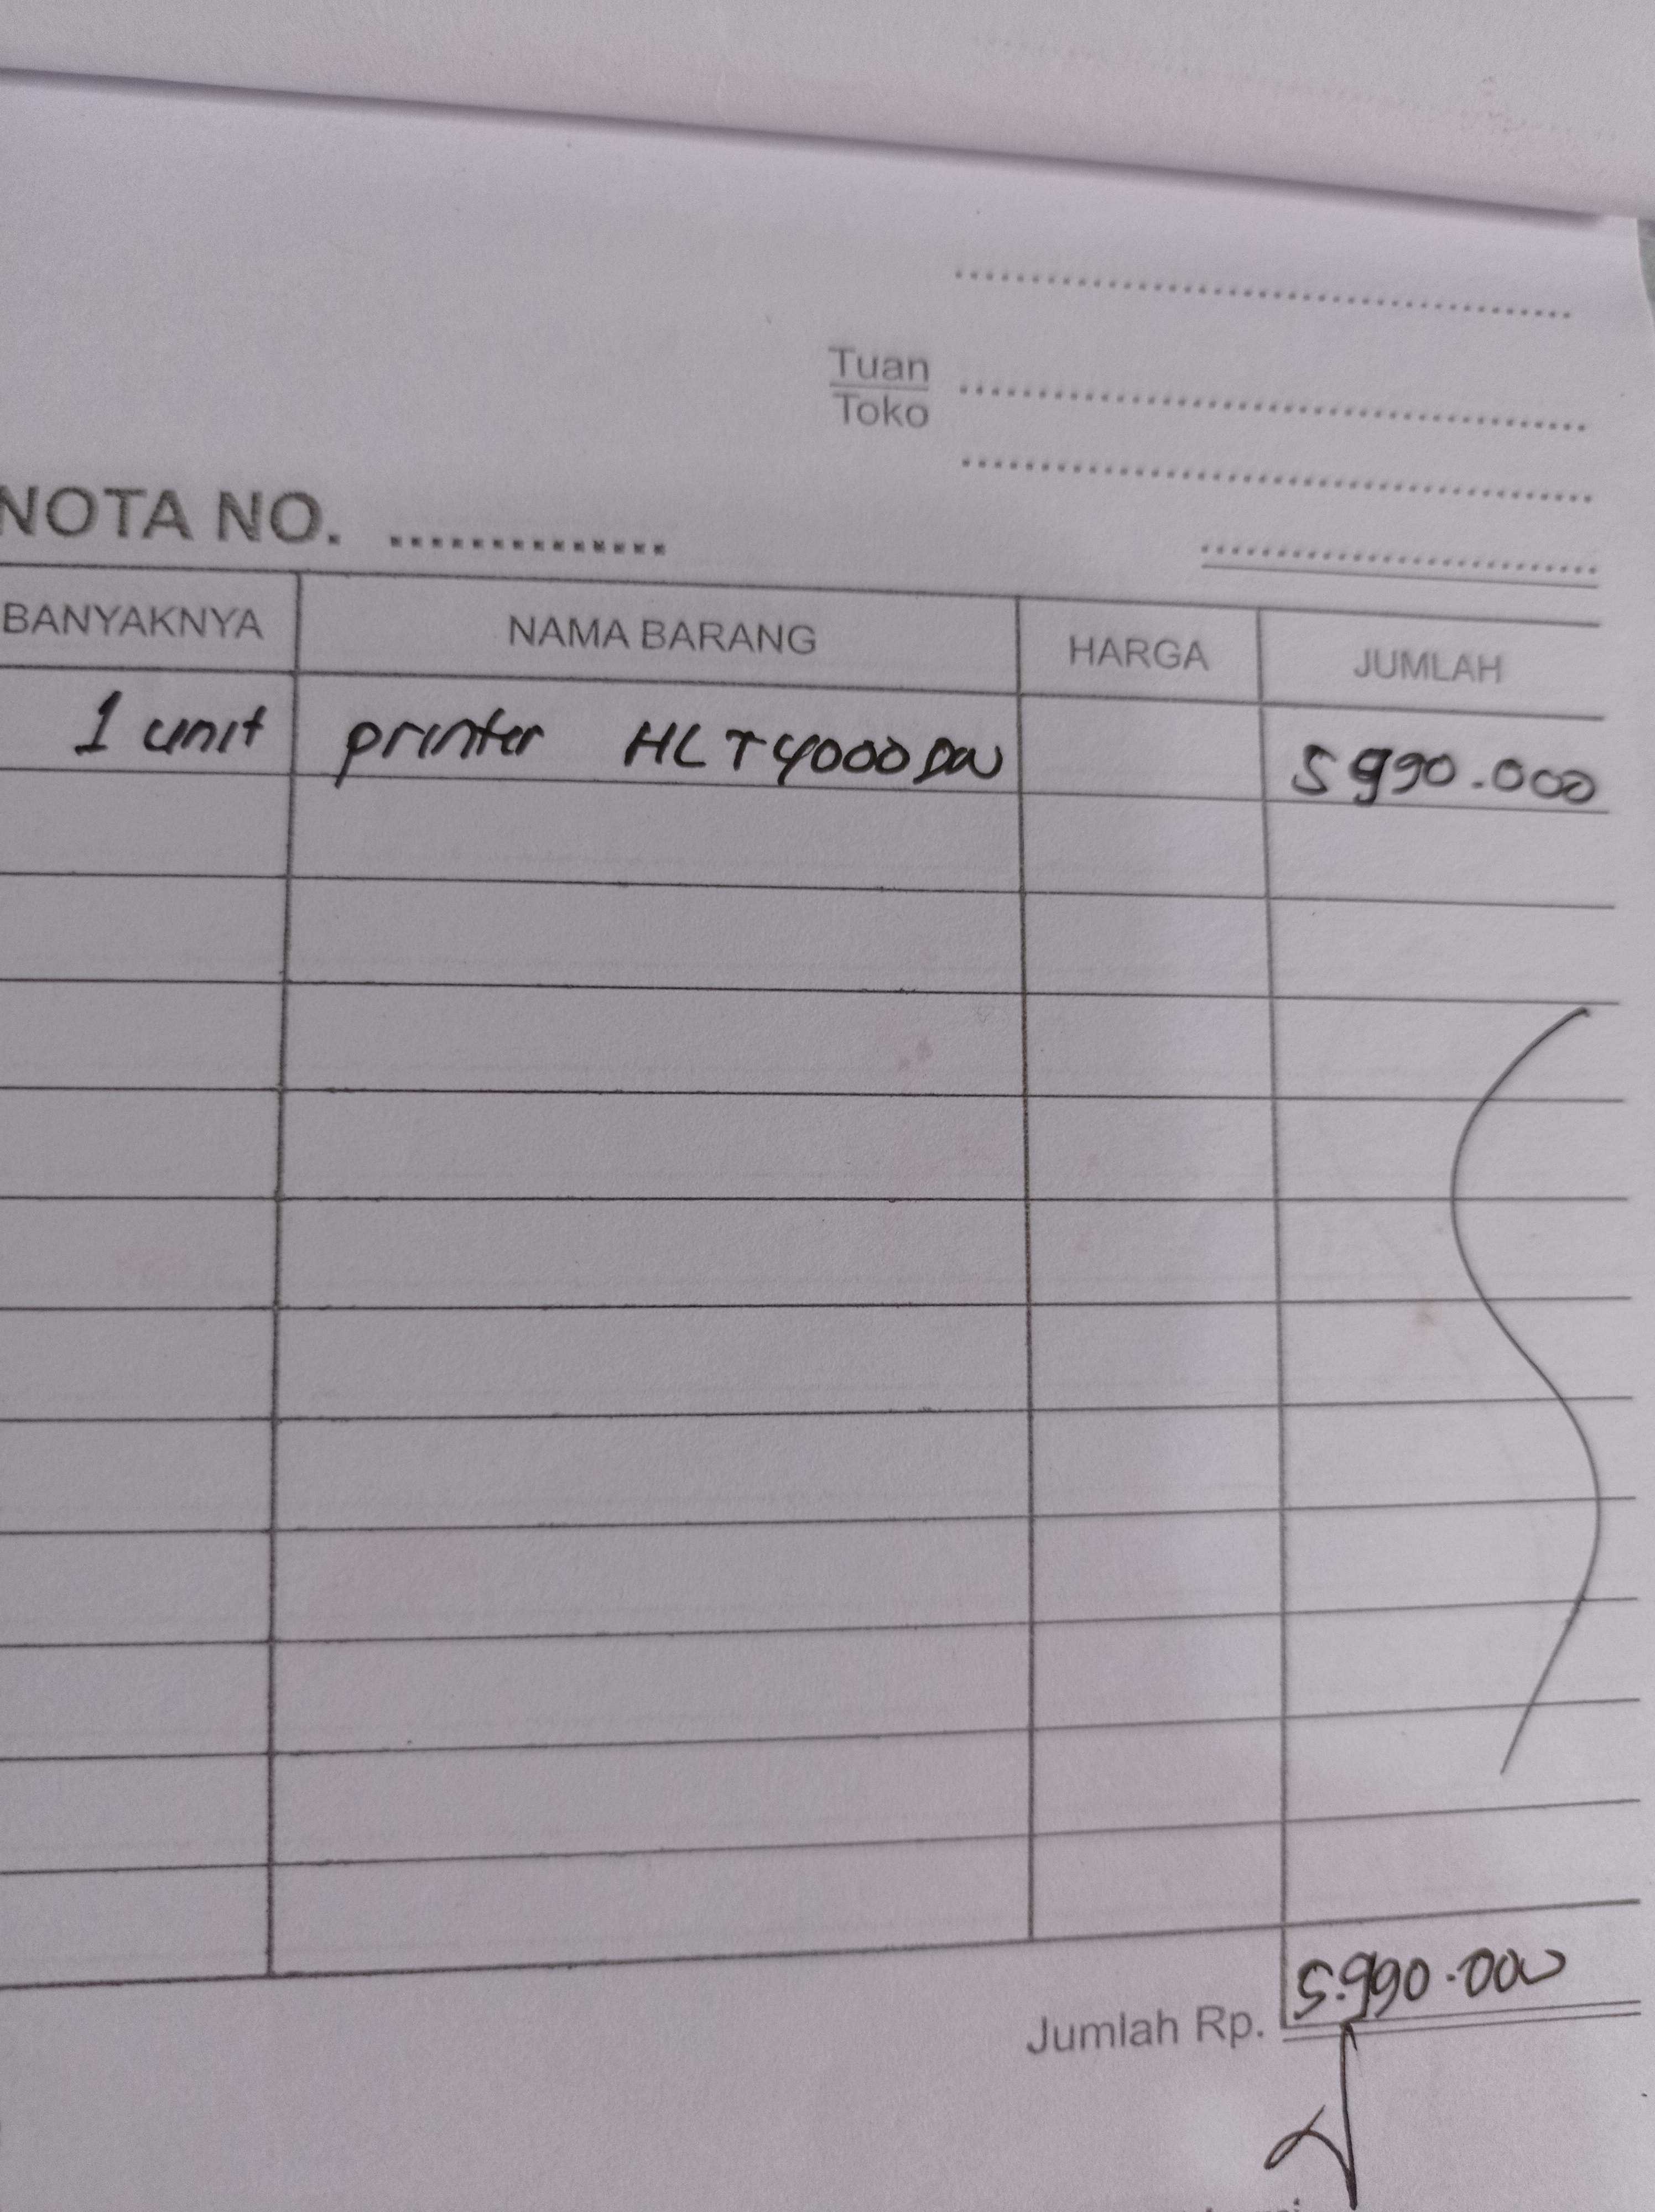 Tuan
Toko
NOTA NO.
BANYAKNYA NAMA BARANG HARGA JUMLAH
1 unit printer HLT4000DW 5 990.000
Jumlah Rp. 5.990.000